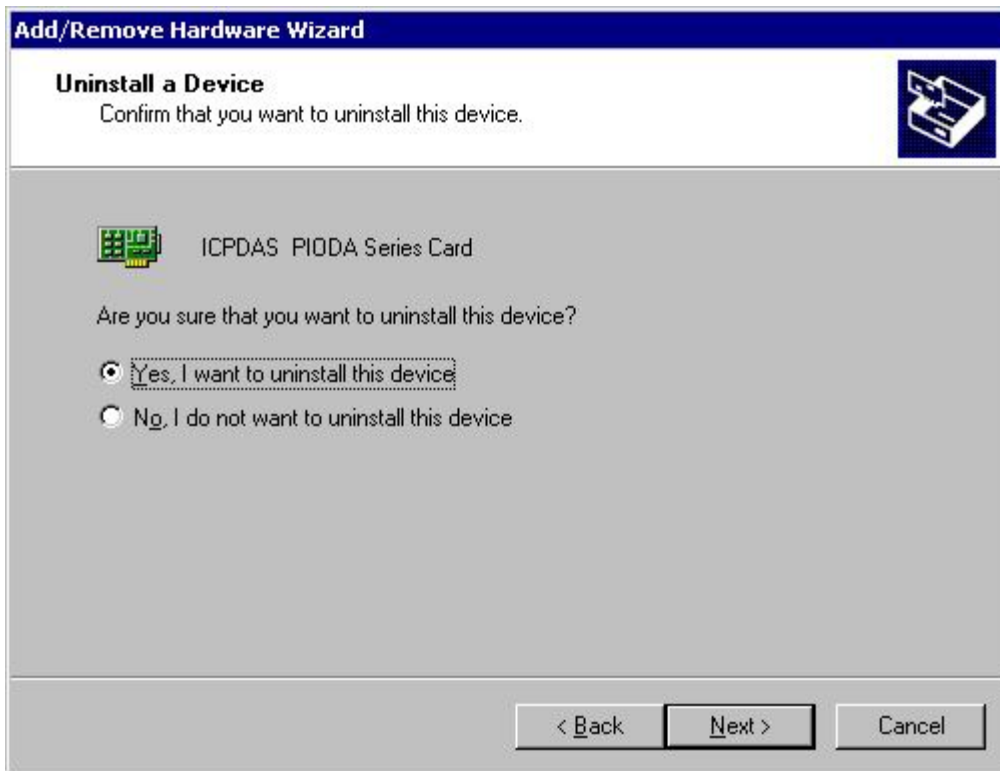 Add/Remove Hardware Wizard
Uninstall a Device
Confirm that you want to uninstall this device.
ICPDAS PIODA Series Card
Are you sure that you want to uninstall this device?
Yes, I want to uninstall this device
No, I do not want to uninstall this device
< Back Next > Cancel